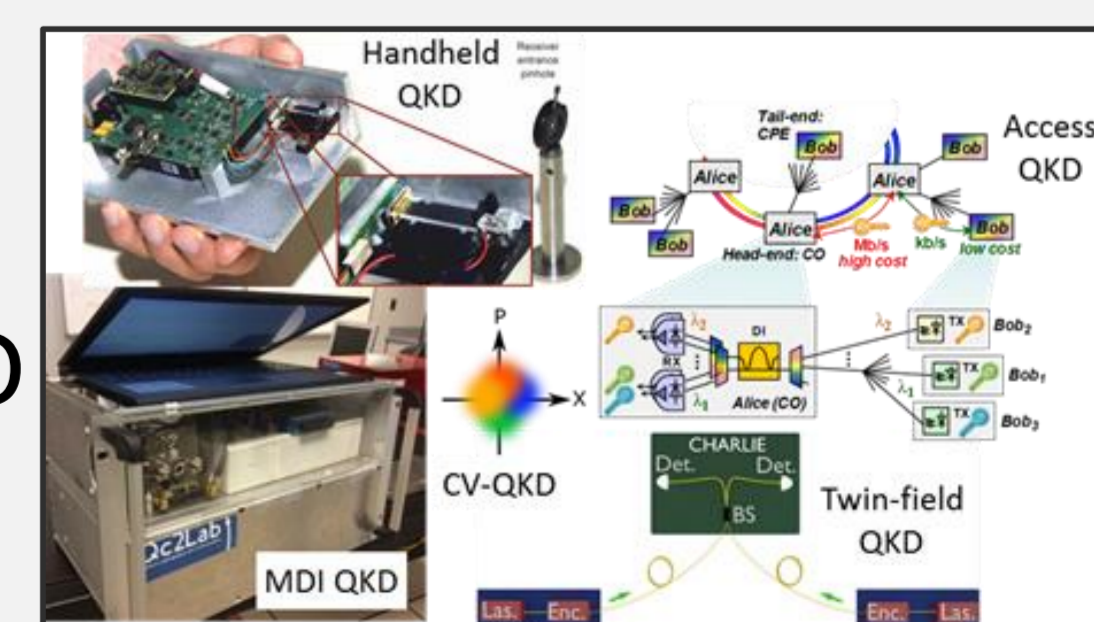 Handheld
QKD
Receiver
entrance
pinhole
Access
QKD
Tail-end:
CPE
Bob
Bob
Alice
Alice
Bob
Bob
Alice
Bob
Head-end: CO
Mb/s
high cost
kb/s
low cost
P
X
CV-QKD
λ2
DI
RX
λ1
Alice (CO)
λ2
TX
Bob2
λ1
TX
Bob1
TX
Bob3
CHARLIE
Det.
Det.
BS
Twin-field
QKD
Qc2Lab
MDI QKD
Las.
Enc.
Enc.
Las.